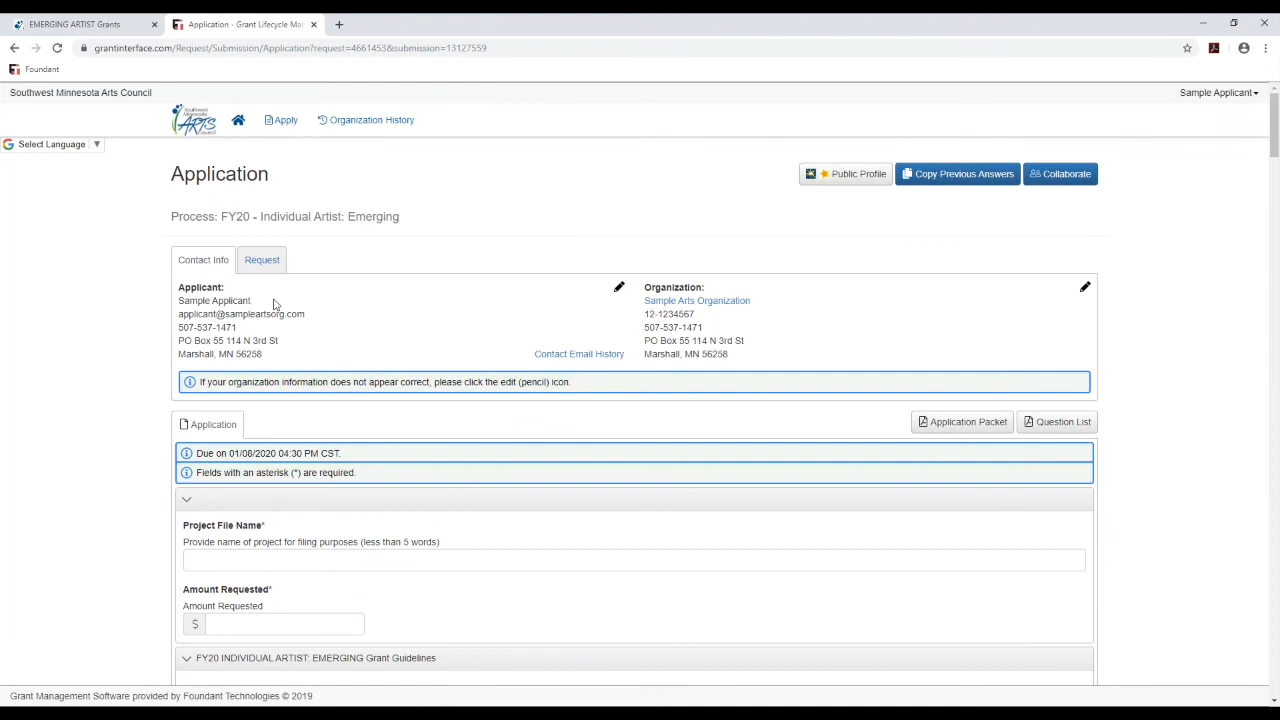 EMERGING ARTIST Grants
Application - Grant Lifecycle Ma
grantinterface.com/Request/Submission/Application?request=4661453&submission=13127559
Foundant
Southwest Minnesota Arts Council
Sample Applicant
Southwest Minnesota ARTS Council
Apply
Organization History
Select Language
Application
Public Profile
Copy Previous Answers
Collaborate
Process: FY20 - Individual Artist: Emerging
Contact Info
Request
Applicant:
Sample Applicant
applicant@sampleartsorg.com
507-537-1471
PO Box 55 114 N 3rd St
Marshall, MN 56258
Contact Email History
Organization:
Sample Arts Organization
12-1234567
507-537-1471
PO Box 55 114 N 3rd St
Marshall, MN 56258
If your organization information does not appear correct, please click the edit (pencil) icon.
Application
Application Packet
Question List
Due on 01/08/2020 04:30 PM CST.
Fields with an asterisk (*) are required.
Project File Name*
Provide name of project for filing purposes (less than 5 words)
Amount Requested*
Amount Requested
$
FY20 INDIVIDUAL ARTIST: EMERGING Grant Guidelines
Grant Management Software provided by Foundant Technologies © 2019